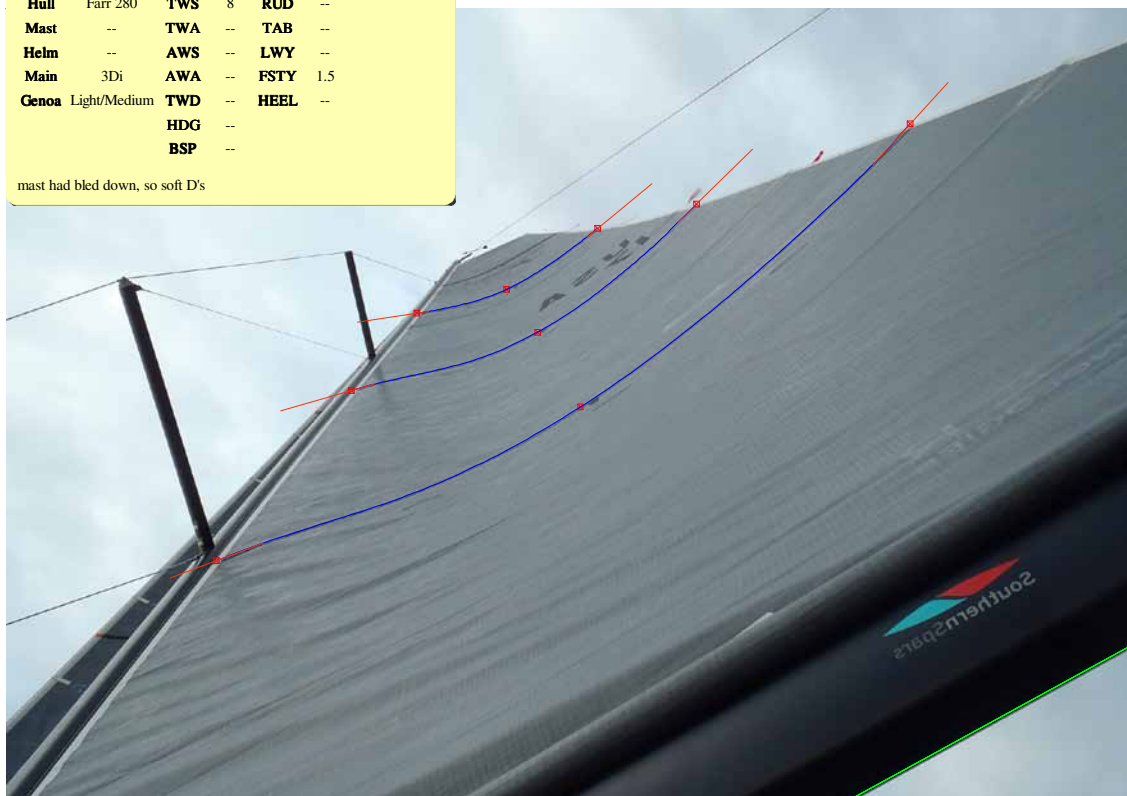 Hull Farr 280 TWS 8 RUD --
Mast -- TWA -- TAB --
Helm -- AWS -- LWY --
Main 3Di AWA -- FSTY 1.5
Genoa Light/Medium TWD -- HEEL --
HDG --
BSP --
mast had bled down, so soft D's
SouthernSpars